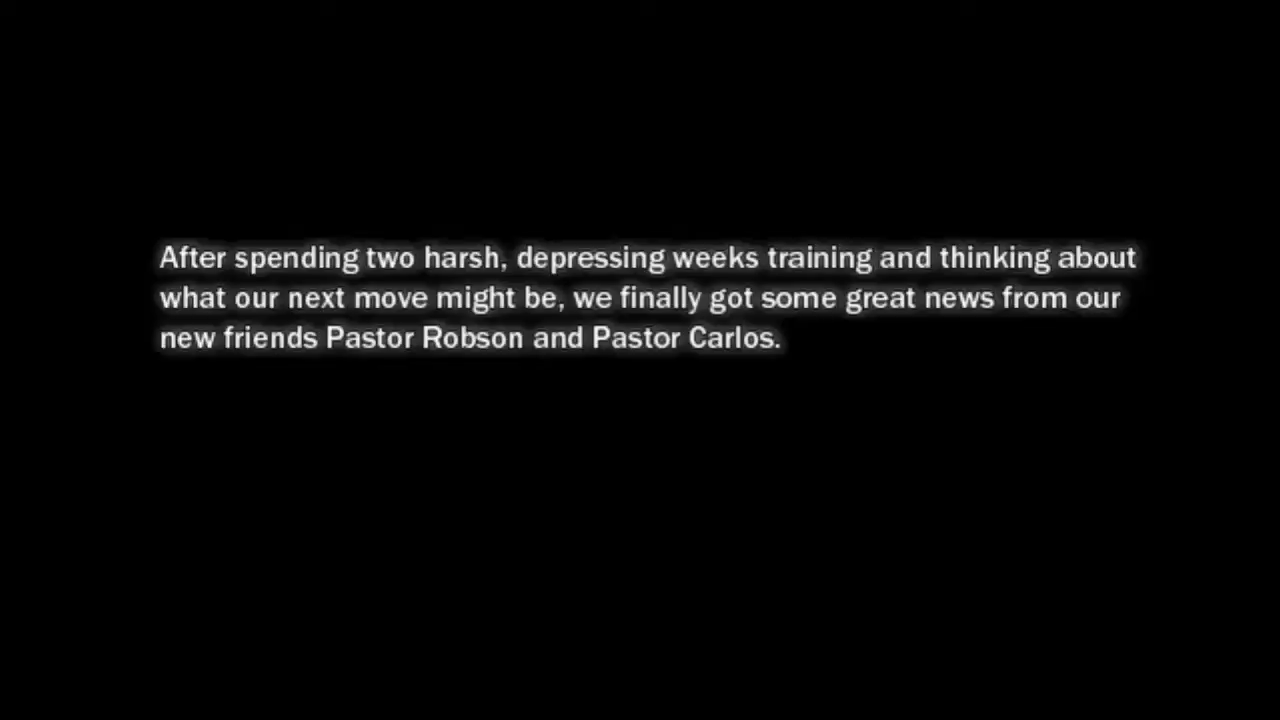 After spending two harsh, depressing weeks training and thinking about
what our next move might be, we finally got some great news from our
new friends Pastor Robson and Pastor Carlos.